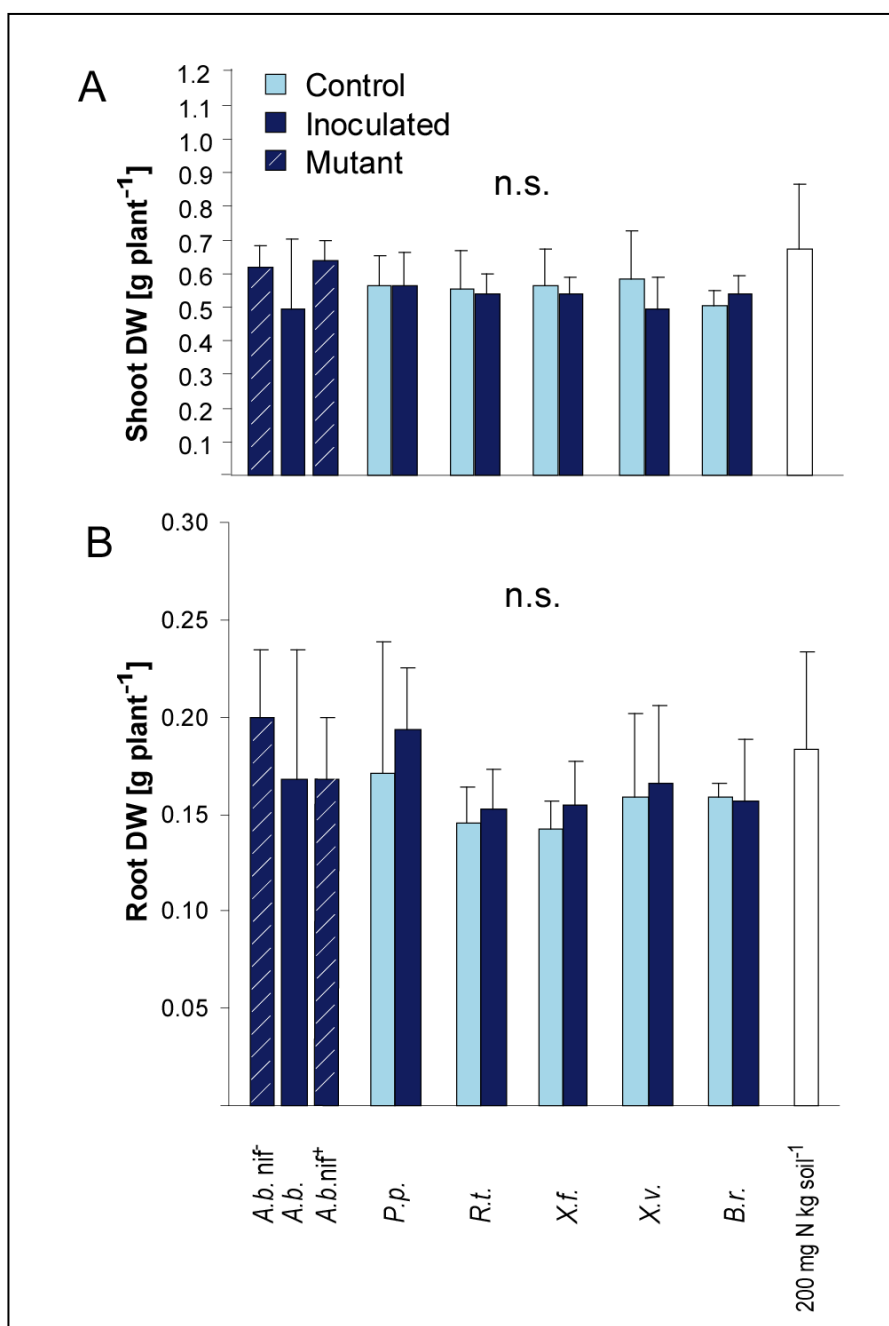 A
Control
Inoculated
Mutant
n.s.
Shoot DW [g plant⁻¹]
1.2
1.1
1.0
0.9
0.8
0.7
0.6
0.5
0.4
0.3
0.2
0.1
B
n.s.
Root DW [g plant⁻¹]
0.30
0.25
0.20
0.15
0.10
0.05
A.b. nif⁻
A.b.
A.b.nif⁺
P.p.
R.t.
X.f.
X.v.
B.r.
200 mg N kg soil⁻¹